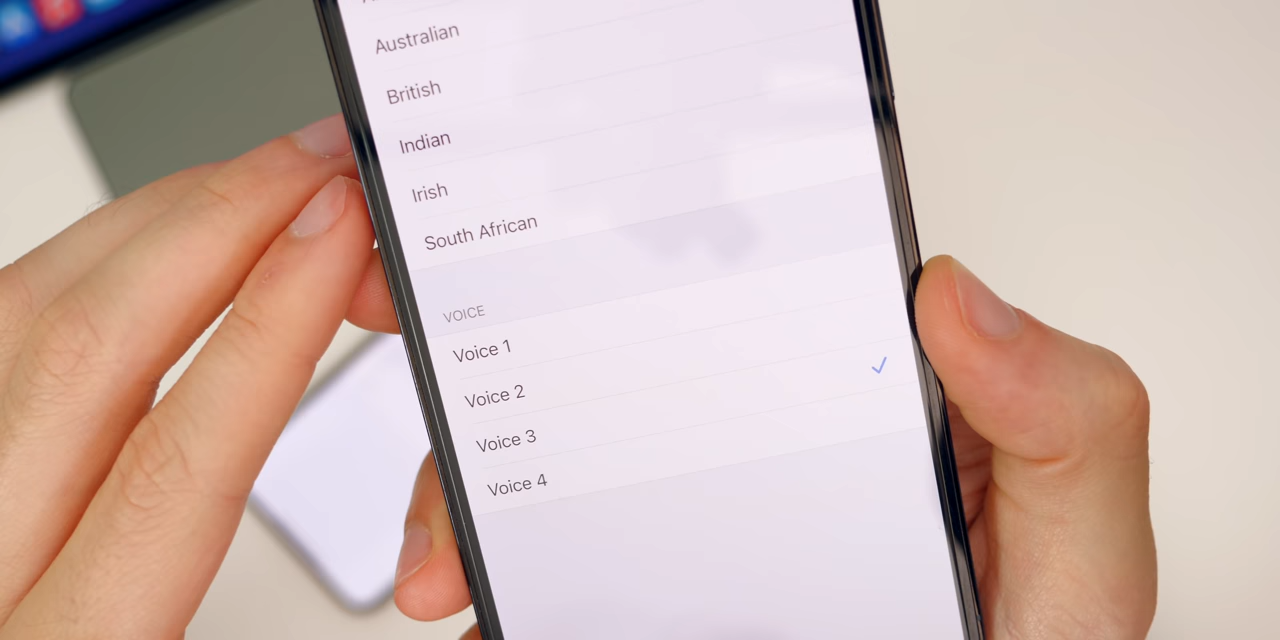 Australian
British
Indian
Irish
South African
VOICE
Voice 1
Voice 2
Voice 3
Voice 4